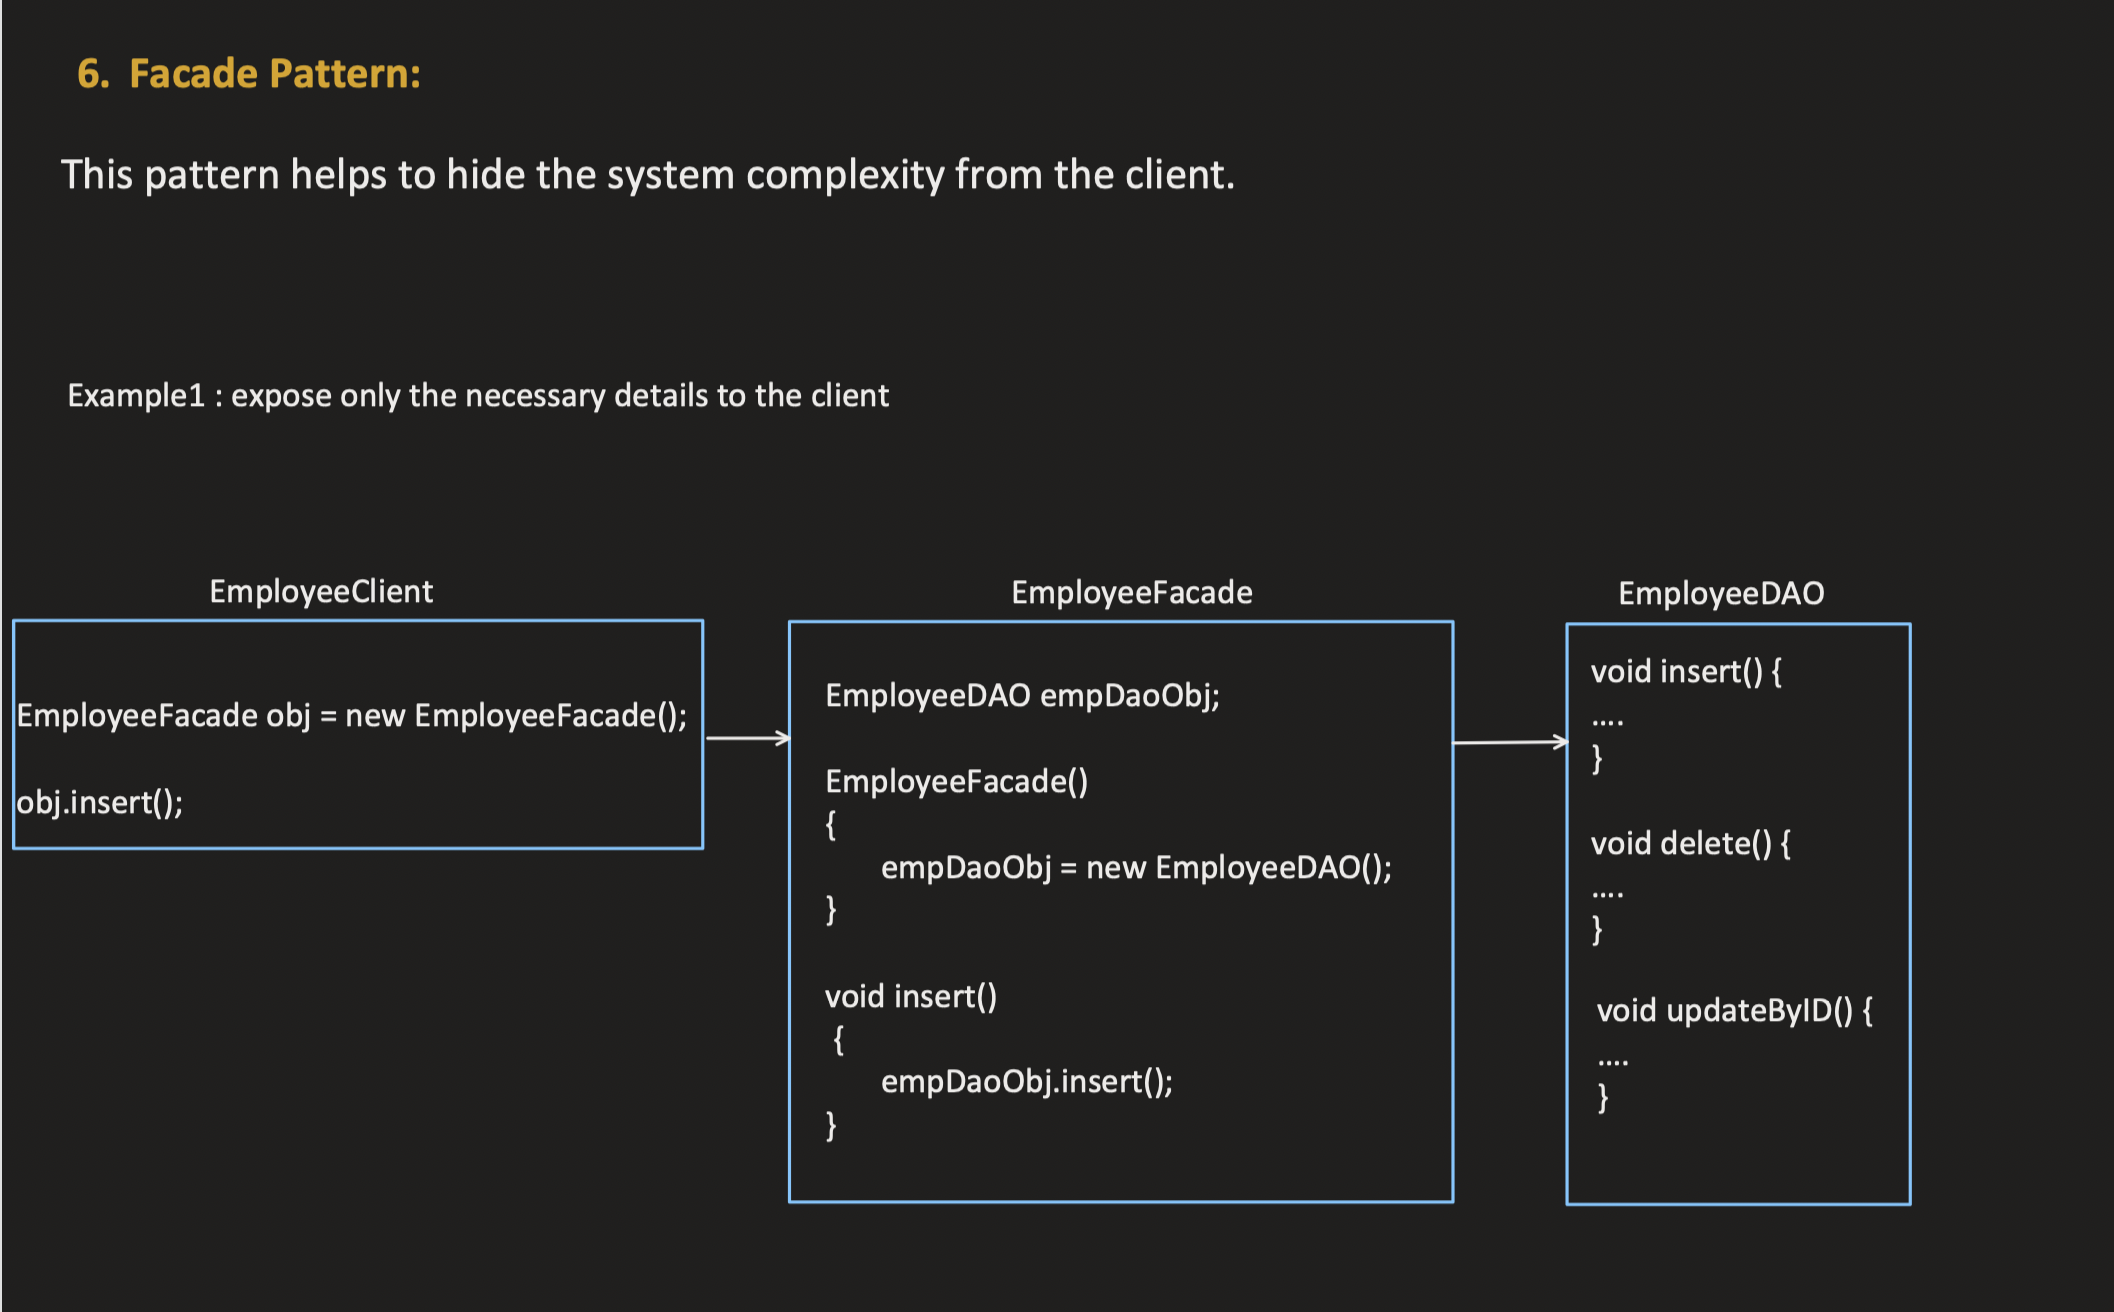 6. Facade Pattern:
This pattern helps to hide the system complexity from the client.
Example1 : expose only the necessary details to the client
EmployeeClient
EmployeeFacade obj = new EmployeeFacade();
obj.insert();
EmployeeFacade
EmployeeDAO empDaoObj;
EmployeeFacade()
{
empDaoObj = new EmployeeDAO();
}
void insert()
{
empDaoObj.insert();
}
EmployeeDAO
void insert() {
....
}
void delete() {
....
}
void updateByID() {
....
}